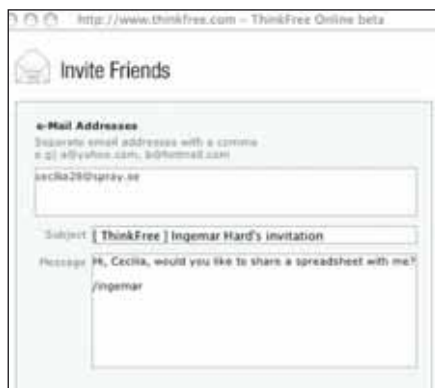 http://www.thinkfree.com – ThinkFree Online beta
Invite Friends
e-Mail Addresses
Separate email addresses with a comma
e.g) a@yahoo.com, b@hotmail.com
cecilia28@spray.se
Subject [ ThinkFree ] Ingemar Hard's invitation
Message Hi, Cecilia, would you like to share a spreadsheet with me?
/ingemar